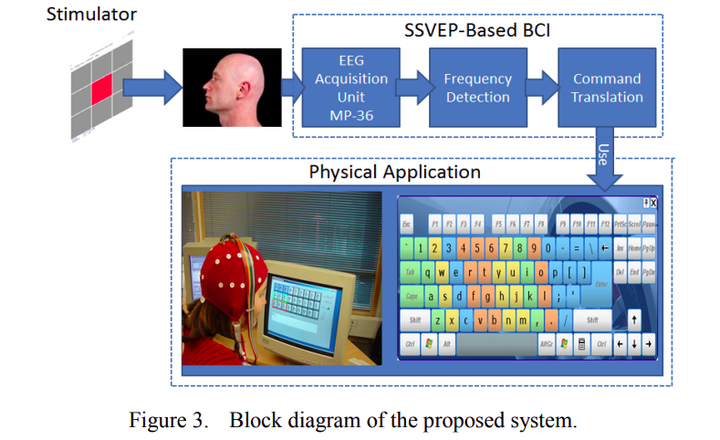 Stimulator
SSVEP-Based BCI
EEG
Acquisition
Unit
MP-36
Frequency
Detection
Command
Translation
Use
Physical Application
Esc F1 F2 F3 F4 F5 F6 F7 F8 F9 F10 F11 F12 PrtSc Scroll
` 1 2 3 4 5 6 7 8 9 0 - = \ ← Ins Home PgUp
Tab q w e r t y u i o p [ ] Del End PgDn
Caps a s d f g h j k l ; ' Enter
Shift z x c v b n m , . / Shift ↑
Ctrl Alt AltGr Ctrl ← ↓ →
Figure 3. Block diagram of the proposed system.